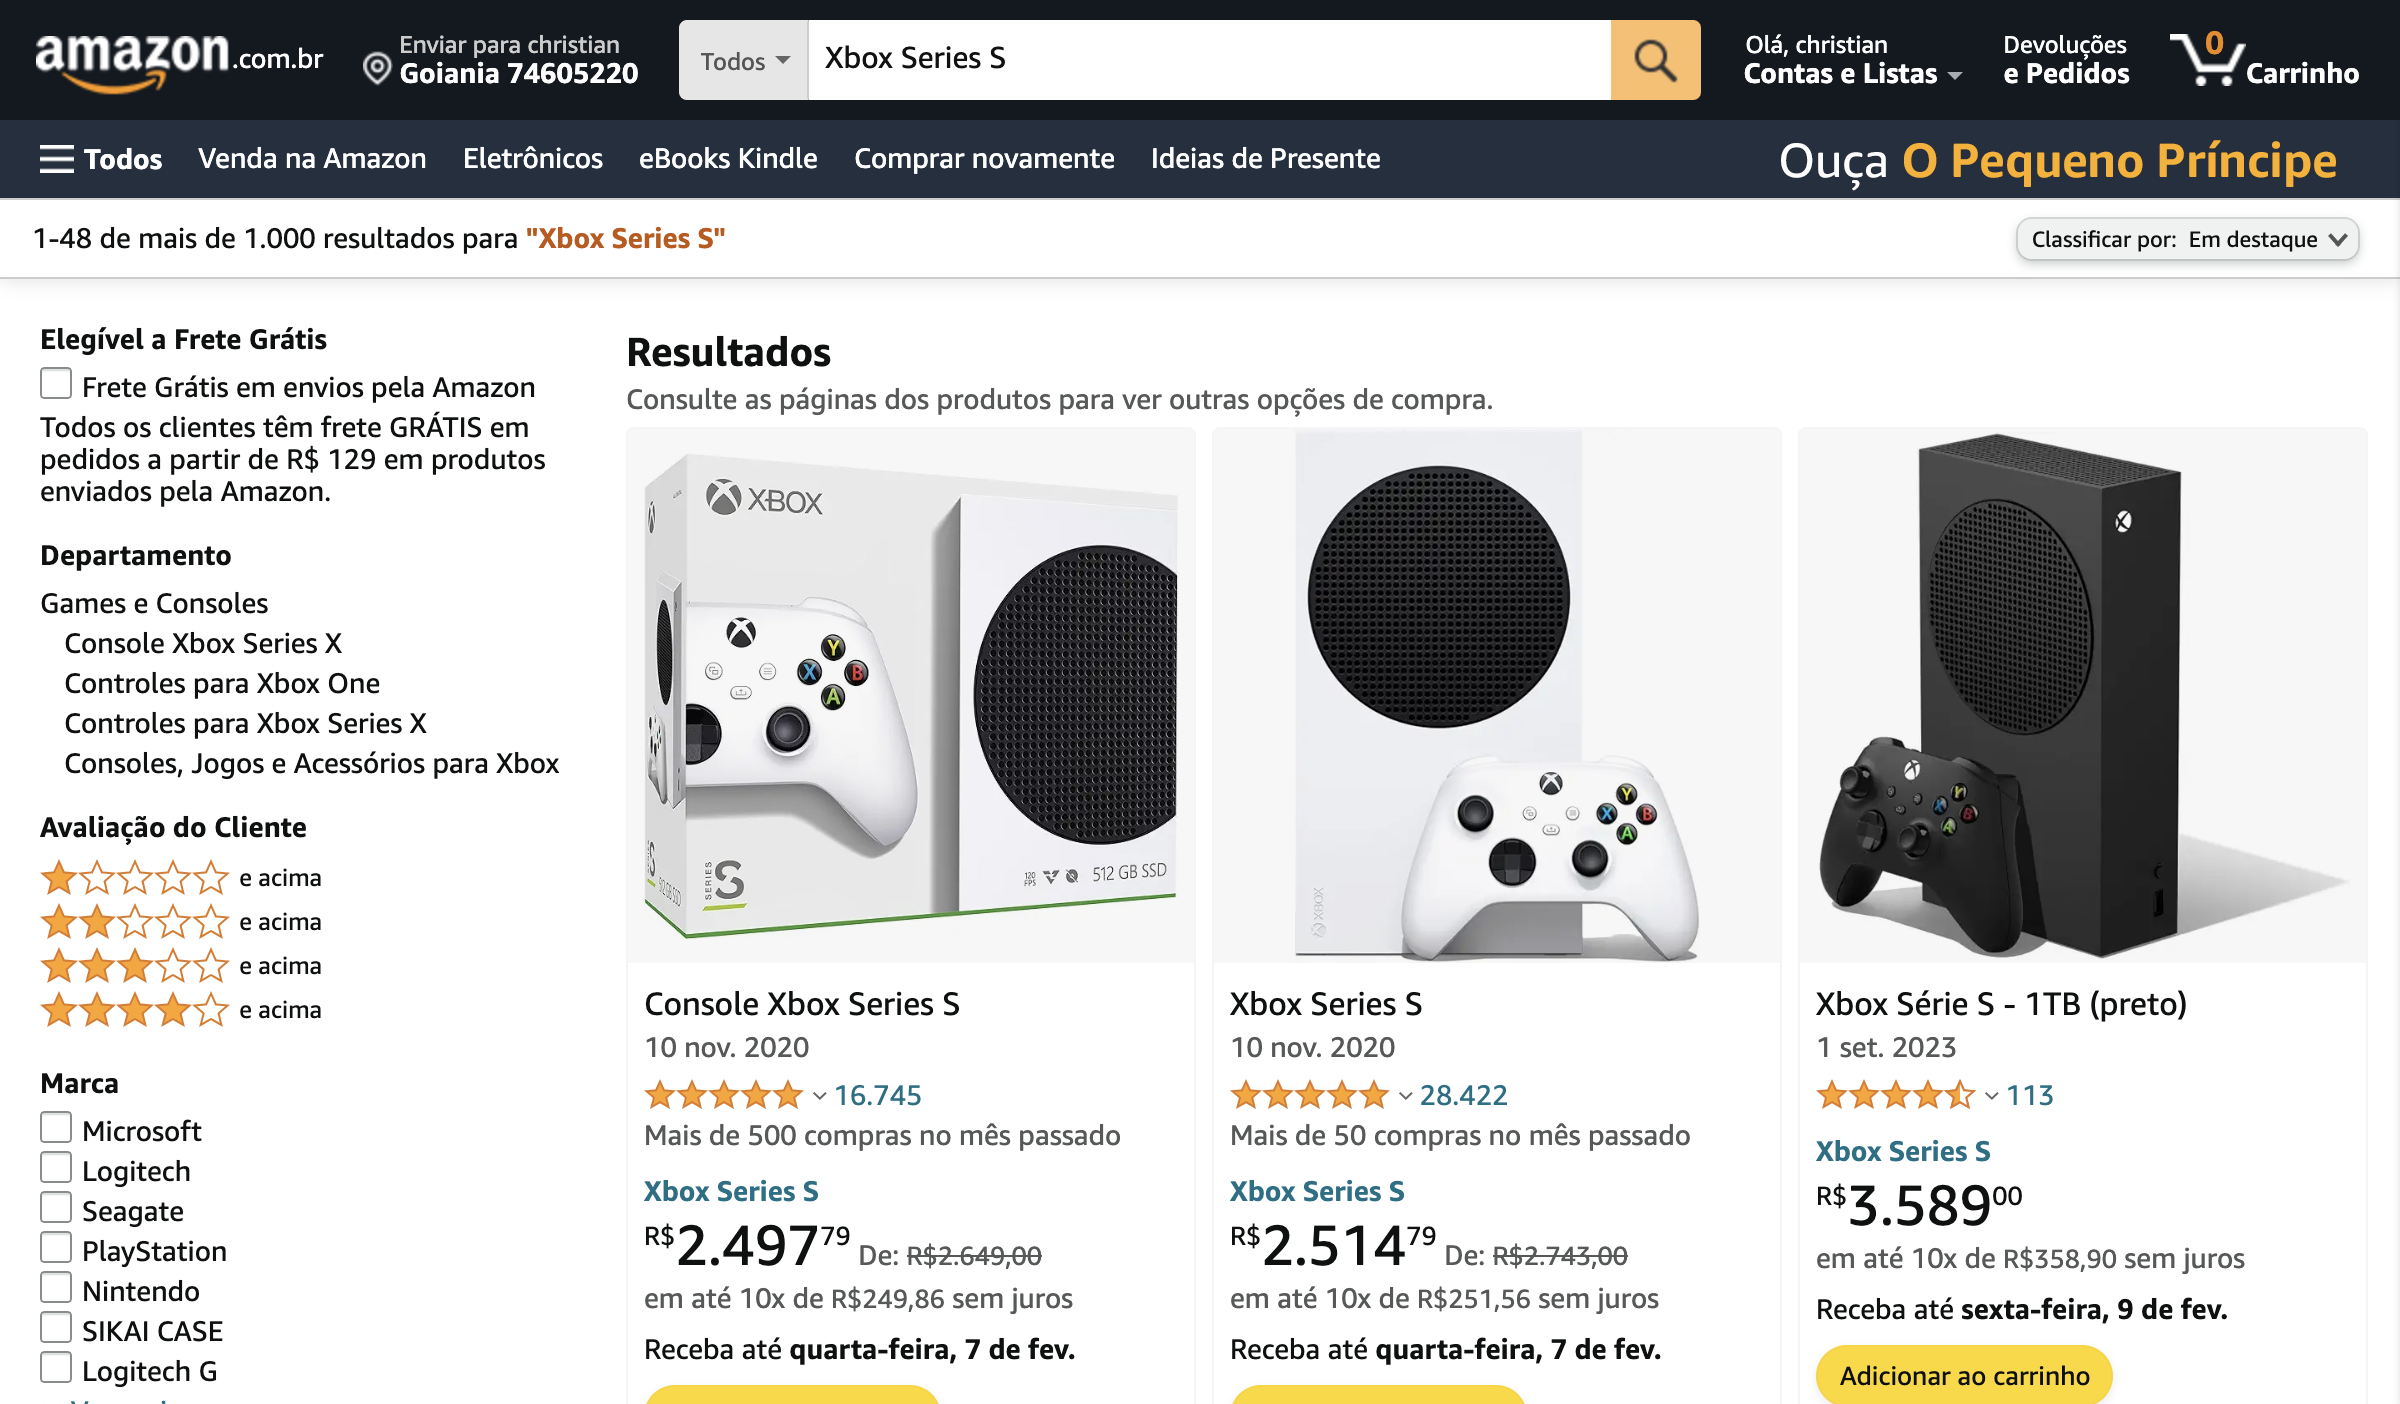 amazon.com.br
Enviar para christian
Goiania 74605220
Todos
Xbox Series S
Olá, christian
Contas e Listas
Devoluções
e Pedidos
0
Carrinho
Todos
Venda na Amazon
Eletrônicos
eBooks Kindle
Comprar novamente
Ideias de Presente
Ouça O Pequeno Príncipe
1-48 de mais de 1.000 resultados para "Xbox Series S"
Classificar por: Em destaque
Elegível a Frete Grátis
Frete Grátis em envios pela Amazon
Todos os clientes têm frete GRÁTIS em
pedidos a partir de R$ 129 em produtos
enviados pela Amazon.
Departamento
Games e Consoles
Console Xbox Series X
Controles para Xbox One
Controles para Xbox Series X
Consoles, Jogos e Acessórios para Xbox
Avaliação do Cliente
e acima
e acima
e acima
e acima
Marca
Microsoft
Logitech
Seagate
PlayStation
Nintendo
SIKAI CASE
Logitech G
Resultados
Consulte as páginas dos produtos para ver outras opções de compra.
XBOX
Y
X
B
A
SERIES
S
120
FPS
512 GB SSD
Console Xbox Series S
10 nov. 2020
16.745
Mais de 500 compras no mês passado
Xbox Series S
R$2.49779 De: R$2.649,00
em até 10x de R$249,86 sem juros
Receba até quarta-feira, 7 de fev.
Y
X
B
A
XBOX
Xbox Series S
10 nov. 2020
28.422
Mais de 50 compras no mês passado
Xbox Series S
R$2.51479 De: R$2.743,00
em até 10x de R$251,56 sem juros
Receba até quarta-feira, 7 de fev.
Y
X
B
A
Xbox Série S - 1TB (preto)
1 set. 2023
113
Xbox Series S
R$3.58900
em até 10x de R$358,90 sem juros
Receba até sexta-feira, 9 de fev.
Adicionar ao carrinho